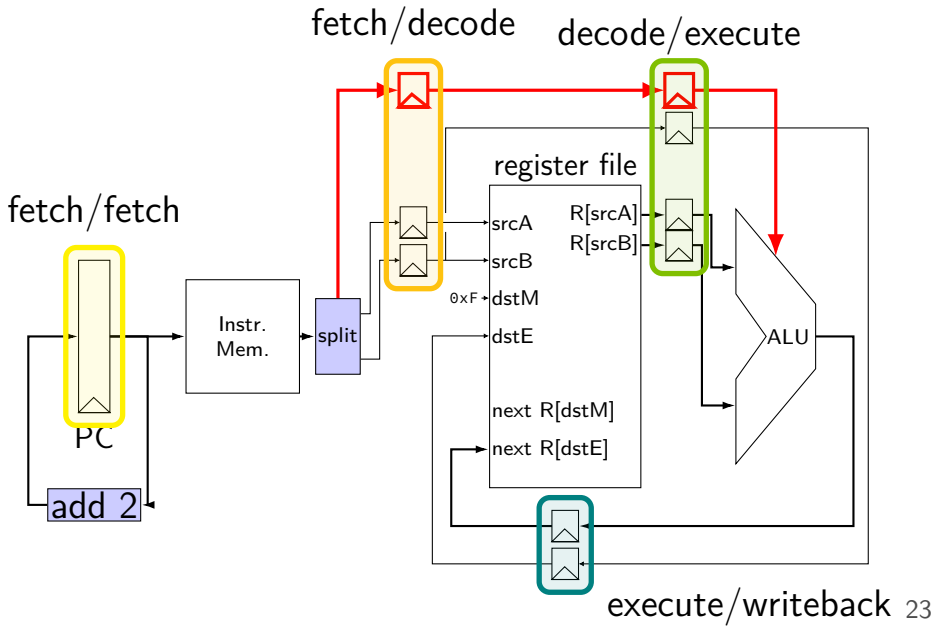 fetch/decode
decode/execute
register file
fetch/fetch
R[srcA]
srcA
R[srcB]
srcB
0xF
dstM
Instr.
Mem.
split
dstE
ALU
next R[dstM]
PC
next R[dstE]
add 2
execute/writeback
23